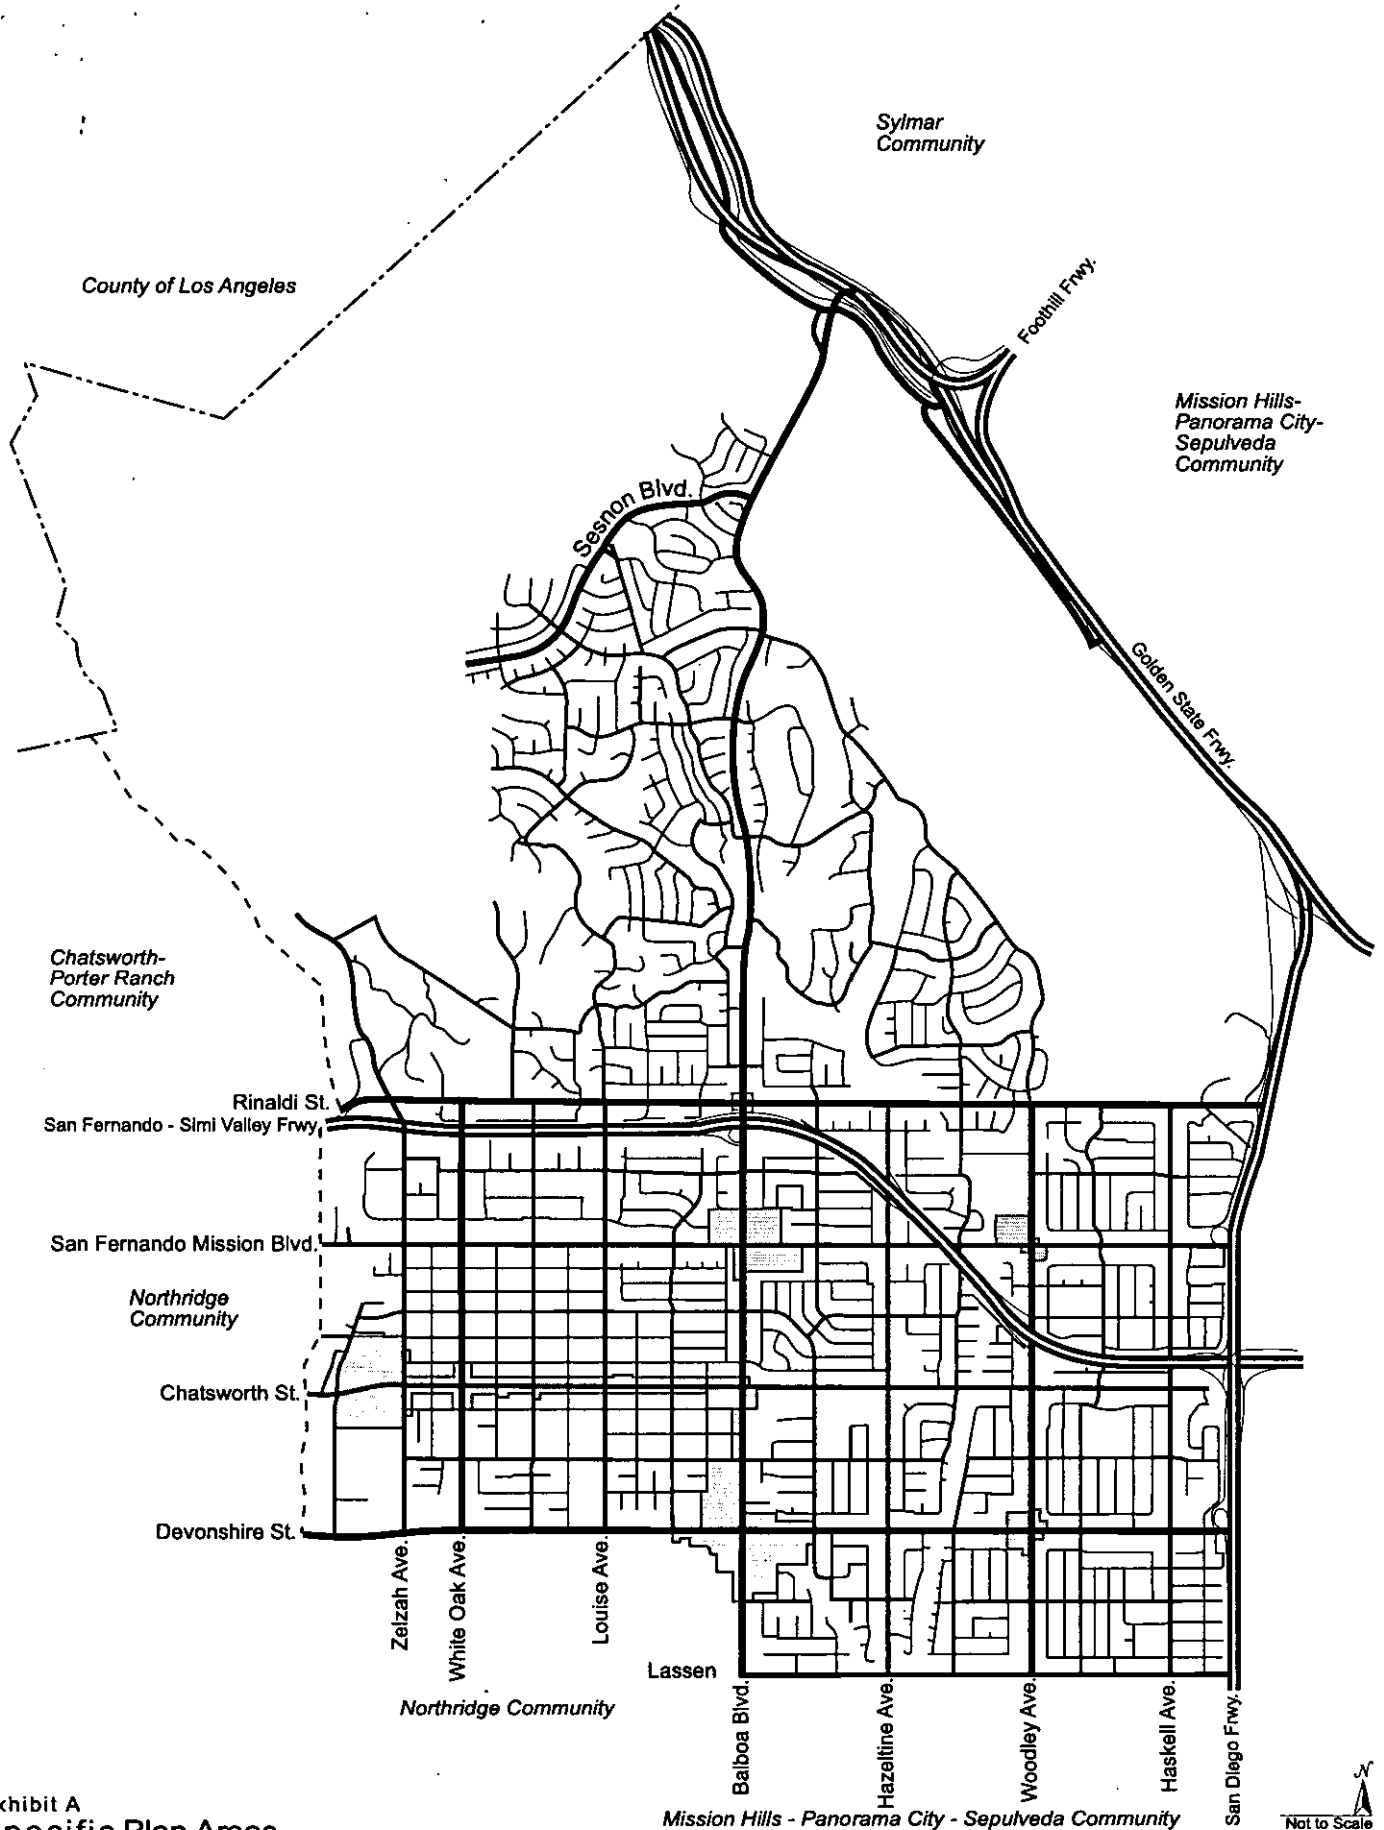 Sylmar
Community
County of Los Angeles
Foothill Frwy.
Mission Hills-
Panorama City-
Sepulveda
Community
Sesnon Blvd.
Golden State Frwy.
Chatsworth-
Porter Ranch
Community
Rinaldi St.
San Fernando - Simi Valley Frwy.
San Fernando Mission Blvd.
Northridge
Community
Chatsworth St.
Devonshire St.
Zelzah Ave.
White Oak Ave.
Louise Ave.
Lassen
Northridge Community
Balboa Blvd.
Hazeltine Ave.
Woodley Ave.
Haskell Ave.
San Diego Frwy.
xhibit A
pecific Plan Areas
Mission Hills - Panorama City - Sepulveda Community
N
Not to Scale